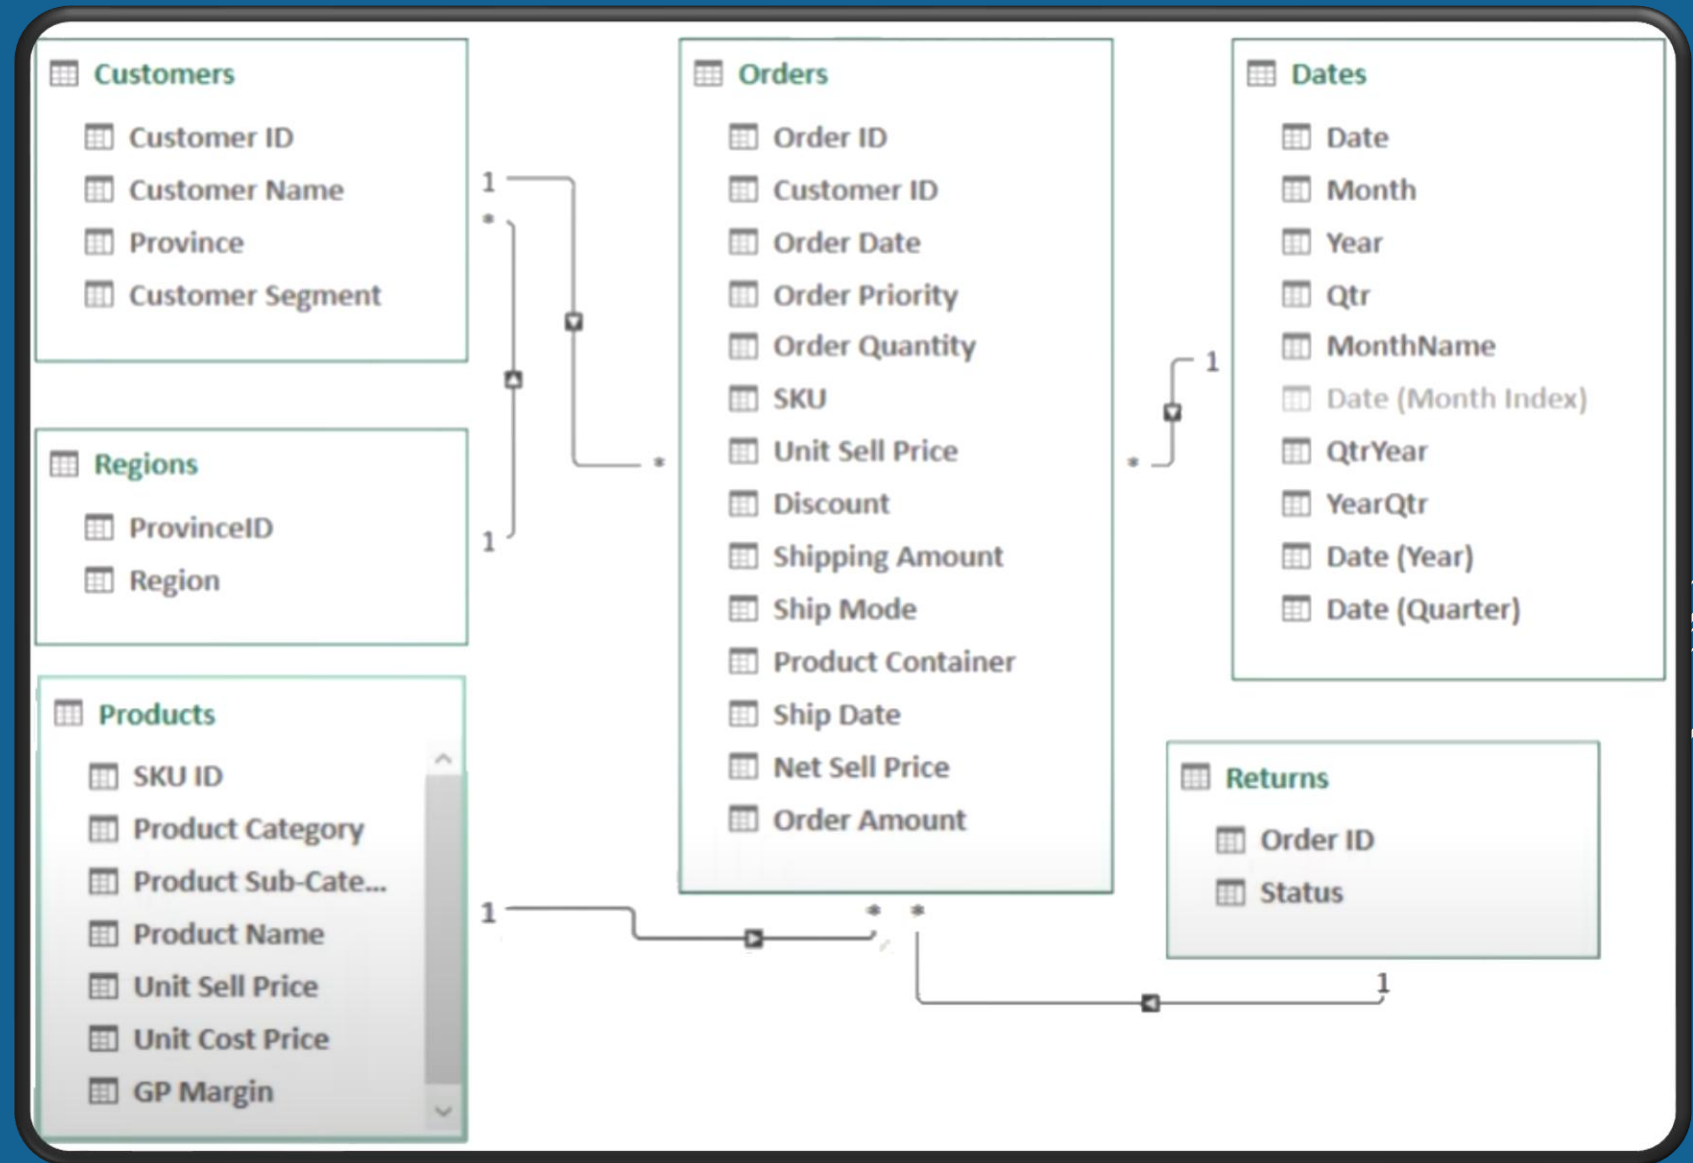 Customers
Customer ID
Customer Name
Province
Customer Segment
1
*
Regions
ProvinceID
Region
1
Products
SKU ID
Product Category
Product Sub-Cate...
Product Name
Unit Sell Price
Unit Cost Price
GP Margin
1
Orders
Order ID
Customer ID
Order Date
Order Priority
Order Quantity
SKU
Unit Sell Price
Discount
Shipping Amount
Ship Mode
Product Container
Ship Date
Net Sell Price
Order Amount
*
*
* *
Dates
Date
Month
Year
Qtr
MonthName
Date (Month Index)
QtrYear
YearQtr
Date (Year)
Date (Quarter)
1
Returns
Order ID
Status
1